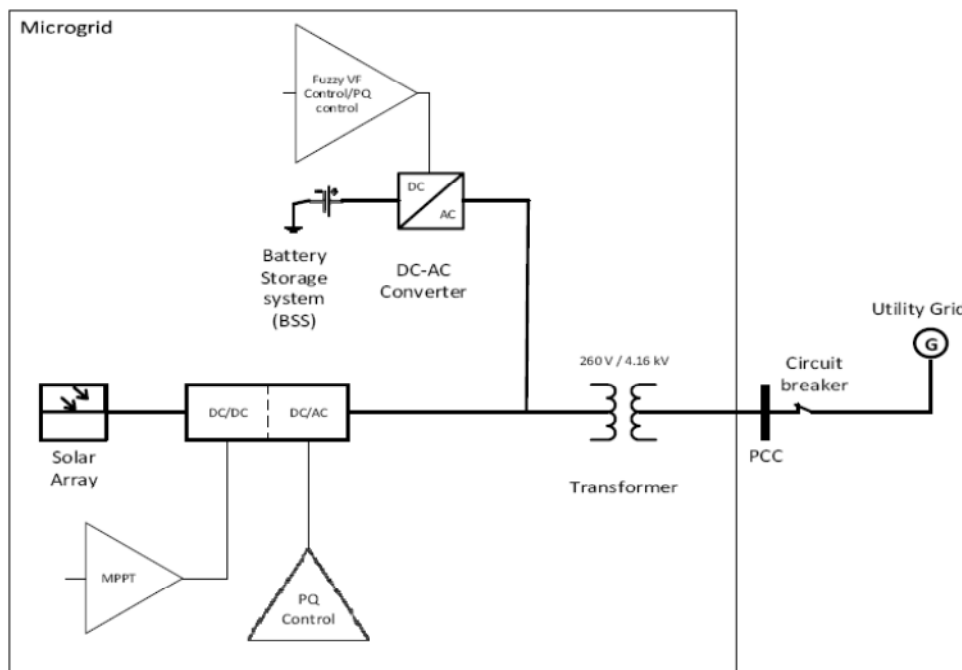 Microgrid
Fuzzy VF
Control/PQ
control
DC
AC
Battery
Storage
system
(BSS)
DC-AC
Converter
Utility Grid
260 V / 4.16 kV
Circuit
breaker
G
DC/DC
DC/AC
Solar
Array
PCC
Transformer
MPPT
PQ
Control